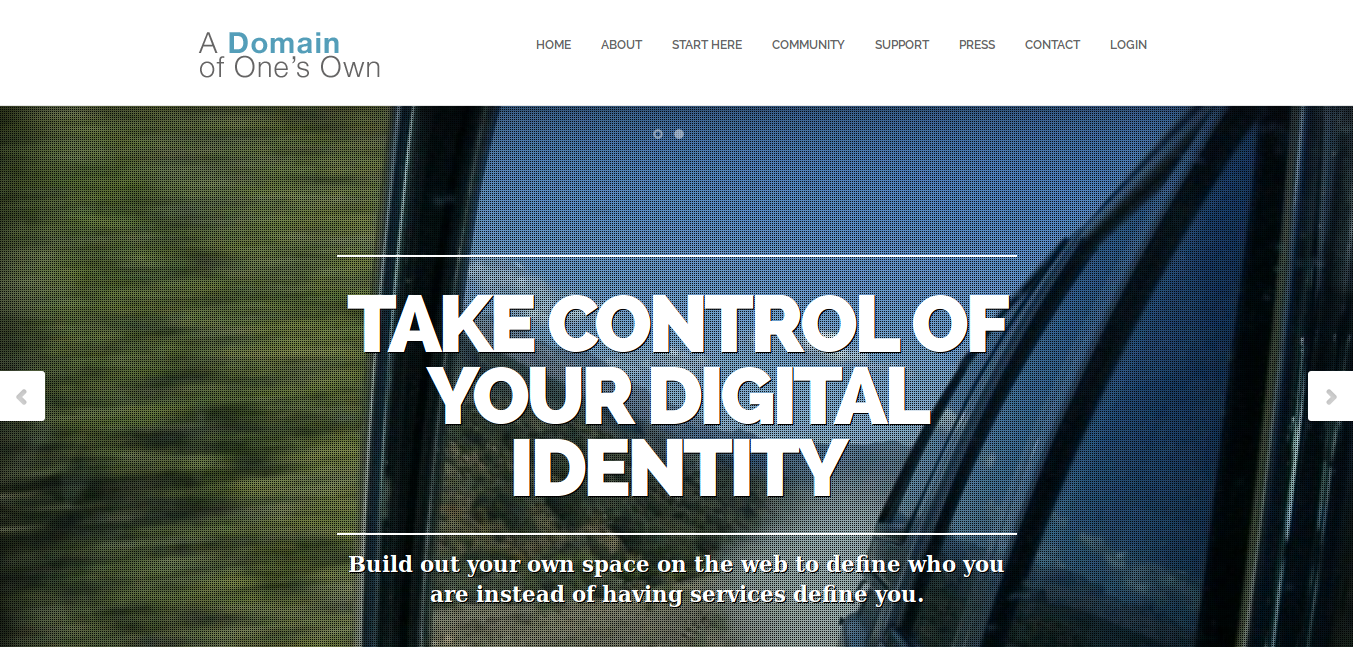 A Domain
of One's Own
HOME ABOUT START HERE COMMUNITY SUPPORT PRESS CONTACT LOGIN
TAKE CONTROL OF
YOUR DIGITAL
IDENTITY
Build out your own space on the web to define who you
are instead of having services define you.